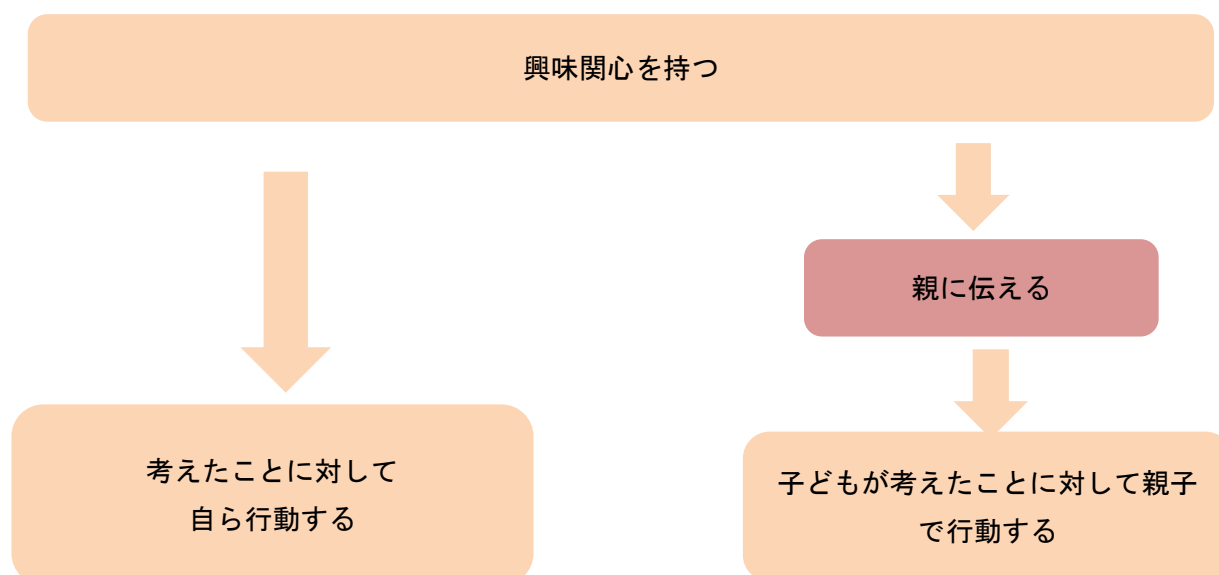 興味関心を持つ
親に伝える
考えたことに対して
自ら行動する
子どもが考えたことに対して親子
で行動する